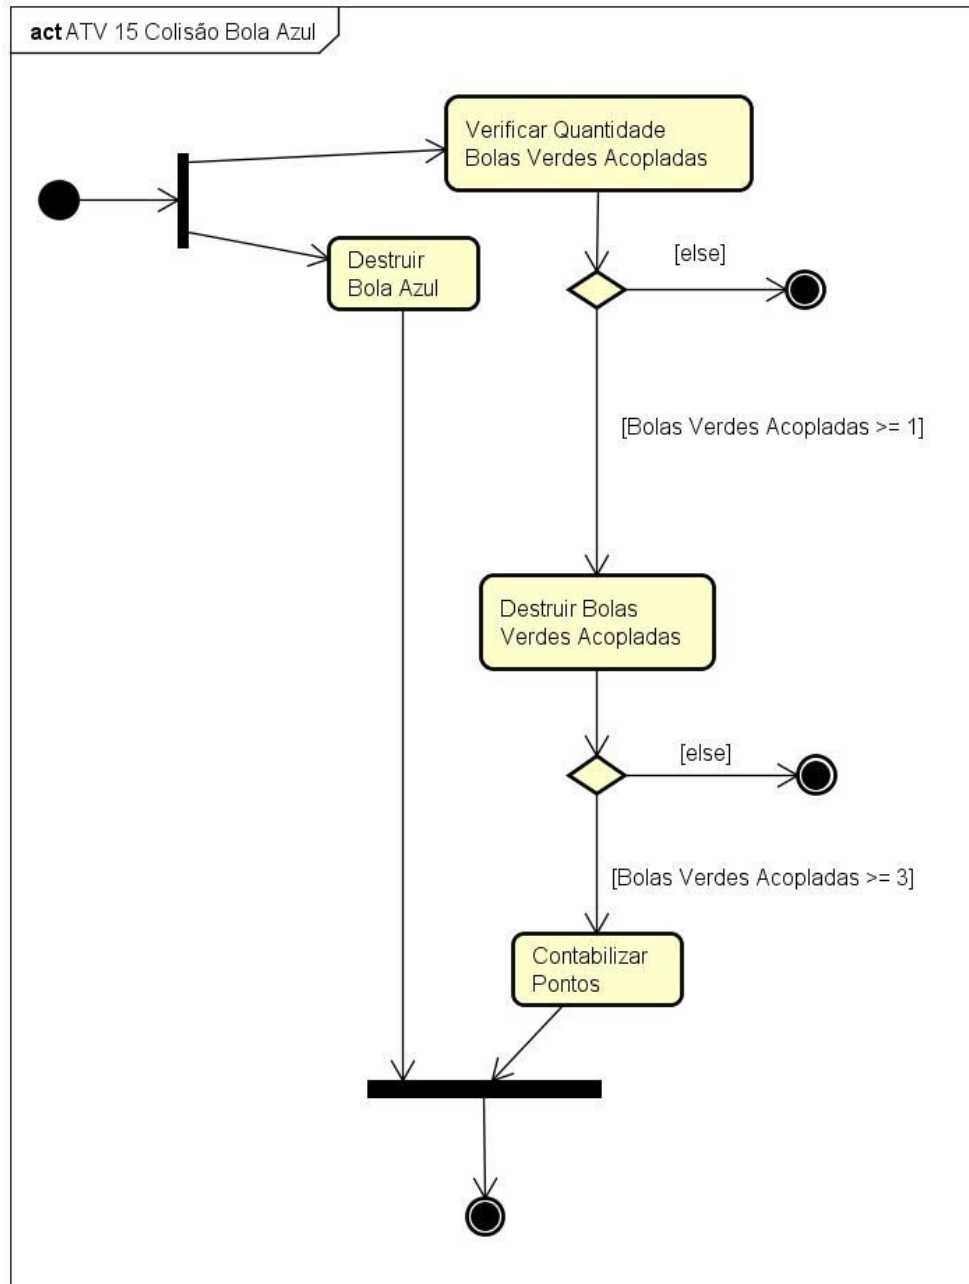 act ATV 15 Colisão Bola Azul
Verificar Quantidade
Bolas Verdes Acopladas
Destruir
Bola Azul
[else]
[Bolas Verdes Acopladas >= 1]
Destruir Bolas
Verdes Acopladas
[else]
[Bolas Verdes Acopladas >= 3]
Contabilizar
Pontos